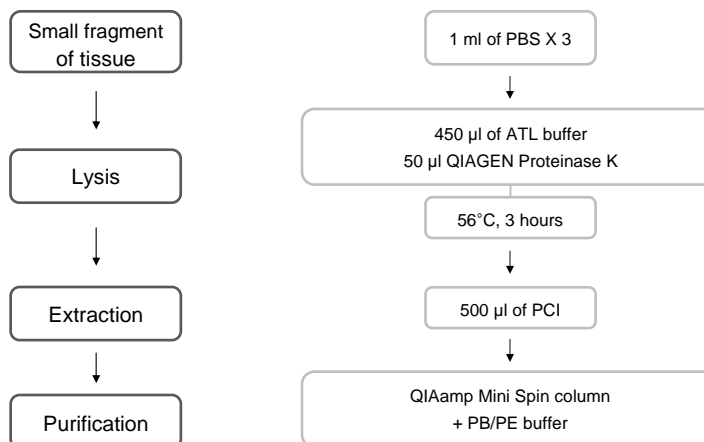 Small fragment
of tissue
1 ml of PBS X 3
450 µl of ATL buffer
50 µl QIAGEN Proteinase K
Lysis
56°C, 3 hours
Extraction
500 µl of PCI
Purification
QIAamp Mini Spin column
+ PB/PE buffer